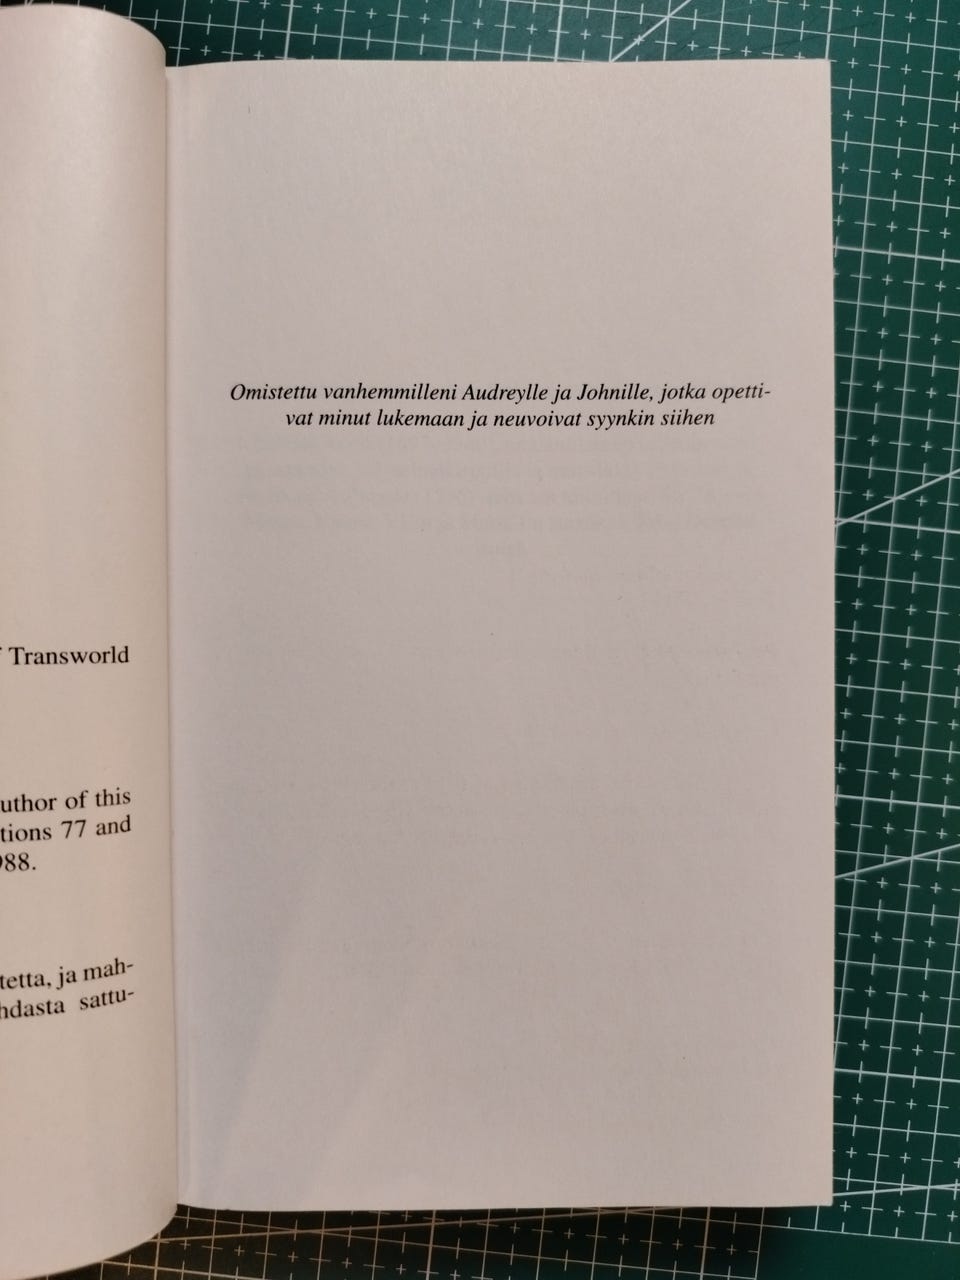 Transworld
uthor of this
tions 77 and
88.
tetta, ja mah-
hdasta sattu-
Omistettu vanhemmilleni Audreylle ja Johnille, jotka opetti-
vat minut lukemaan ja neuvoivat syynkin siihen